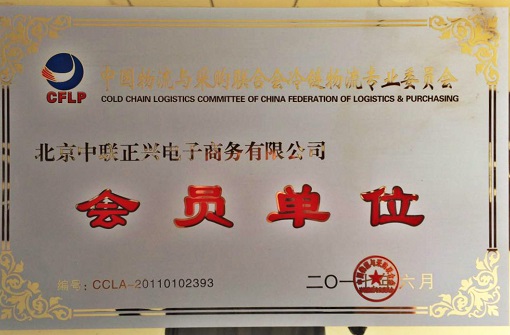 CFLP
中国物流与采购联合会冷链物流专业委员会
COLD CHAIN LOGISTICS COMMITTEE OF CHINA FEDERATION OF LOGISTICS & PURCHASING
北京中联正兴电子商务有限公司
会员单位
编号:CCLA-20110102393
二〇一 年六月